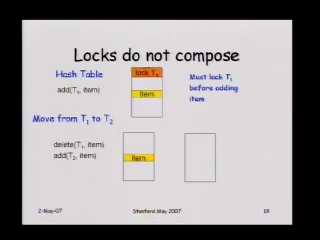 Locks do not compose
Hash Table
add(T1, item)
lock T1
item
Must lock T1
before adding
item
Move from T1 to T2
delete(T1, item)
add(T2, item)
item
2-May-07
Stanford May 2007
19